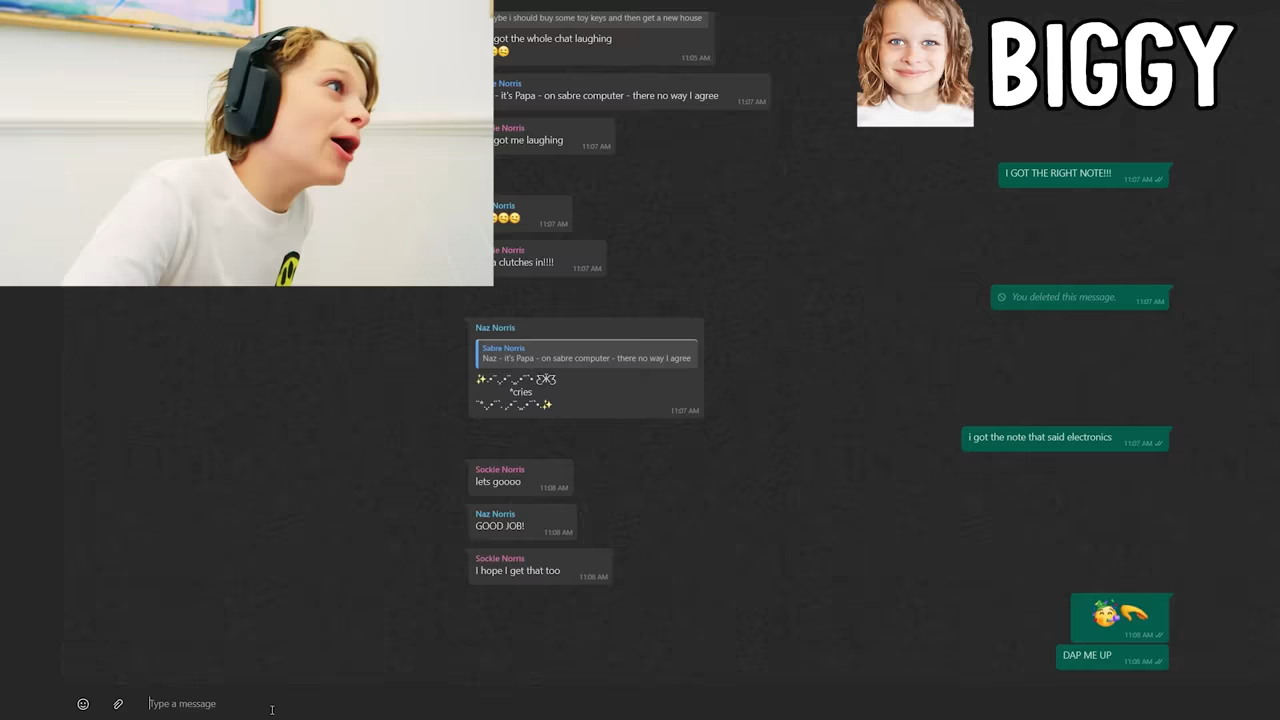 ybe i should buy some toy keys and then get a new house
got the whole chat laughing
11:05 AM
BIGGY
e Norris
- it's Papa - on sabre computer - there no way I agree
11:07 AM
ie Norris
got me laughing
11:07 AM
I GOT THE RIGHT NOTE!!!
11:07 AM
Norris
11:07 AM
ie Norris
a clutches in!!!!
11:07 AM
You deleted this message.
11:07 AM
Naz Norris
Sabre Norris
Naz - it's Papa - on sabre computer - there no way I agree
*cries
11:07 AM
i got the note that said electronics
11:07 AM
Sockie Norris
lets goooo
11:08 AM
Naz Norris
GOOD JOB!
11:08 AM
Sockie Norris
I hope I get that too
11:08 AM
11:08 AM
DAP ME UP
11:08 AM
Type a message